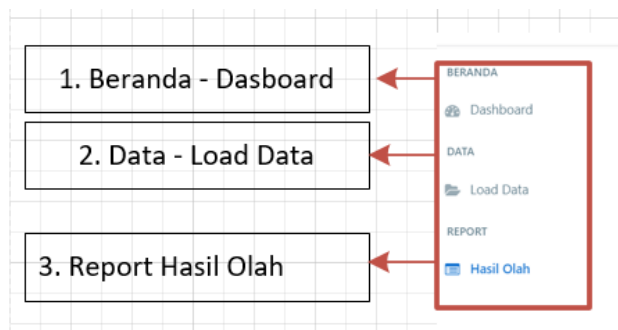 1. Beranda - Dasboard
2. Data - Load Data
3. Report Hasil Olah
BERANDA
Dashboard
DATA
Load Data
REPORT
Hasil Olah